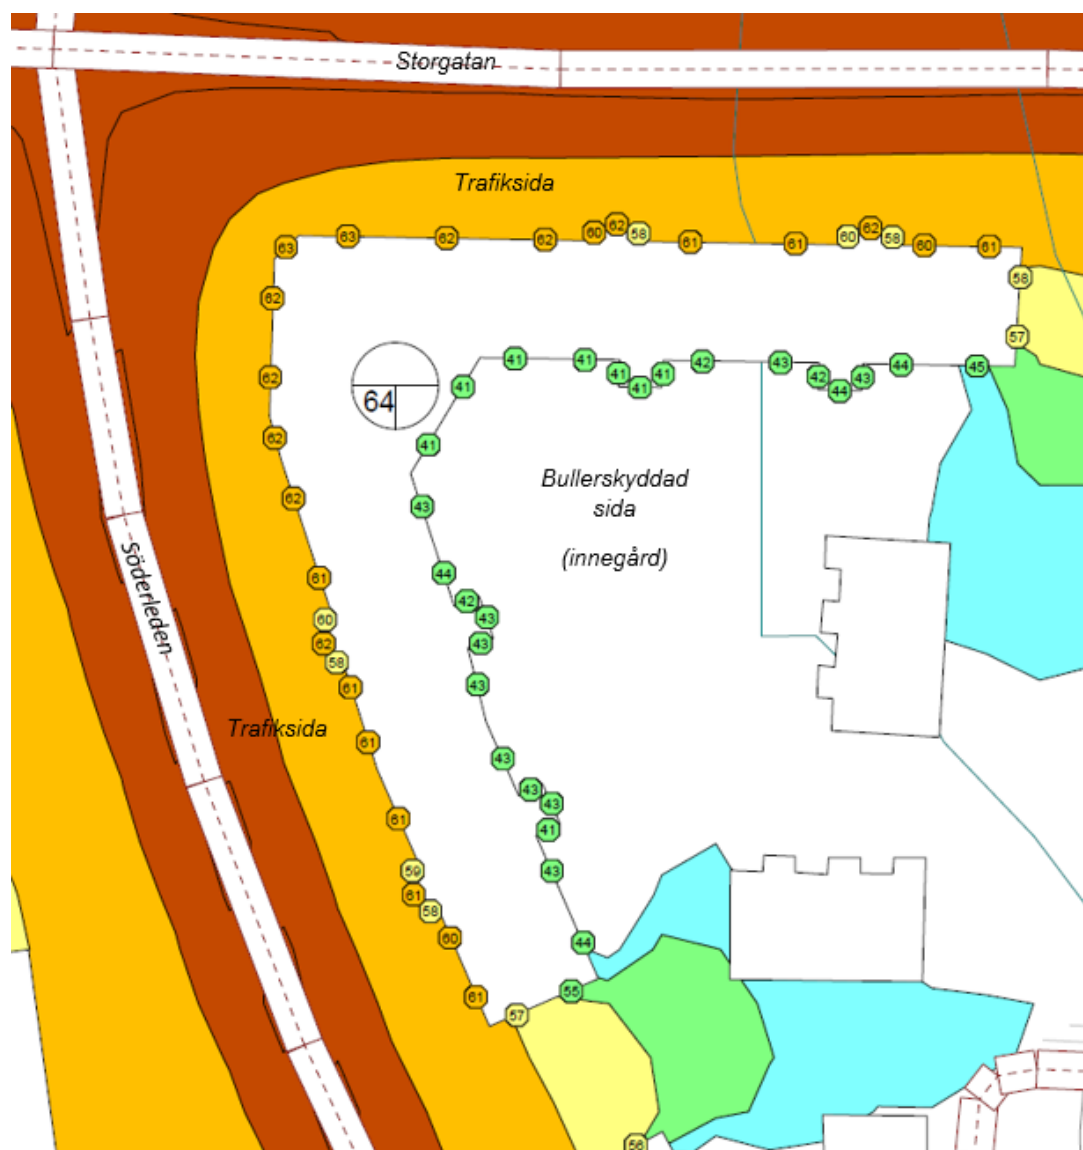 Storgatan
Trafiksida
63 63 62 62 60 62 58 61 61 60 62 58 60 61
62 58
57
62 41 41 41 41 41 42 43 42 44 43 44 45
64 41
62 41
62 43
Bullerskyddad
sida
(innegård)
Söderleden
61 44
60 42 43
62 43
58
61 43
Trafiksida
61 43
43 43
61 41
59 43
61
58
60 44
61 55
57
56